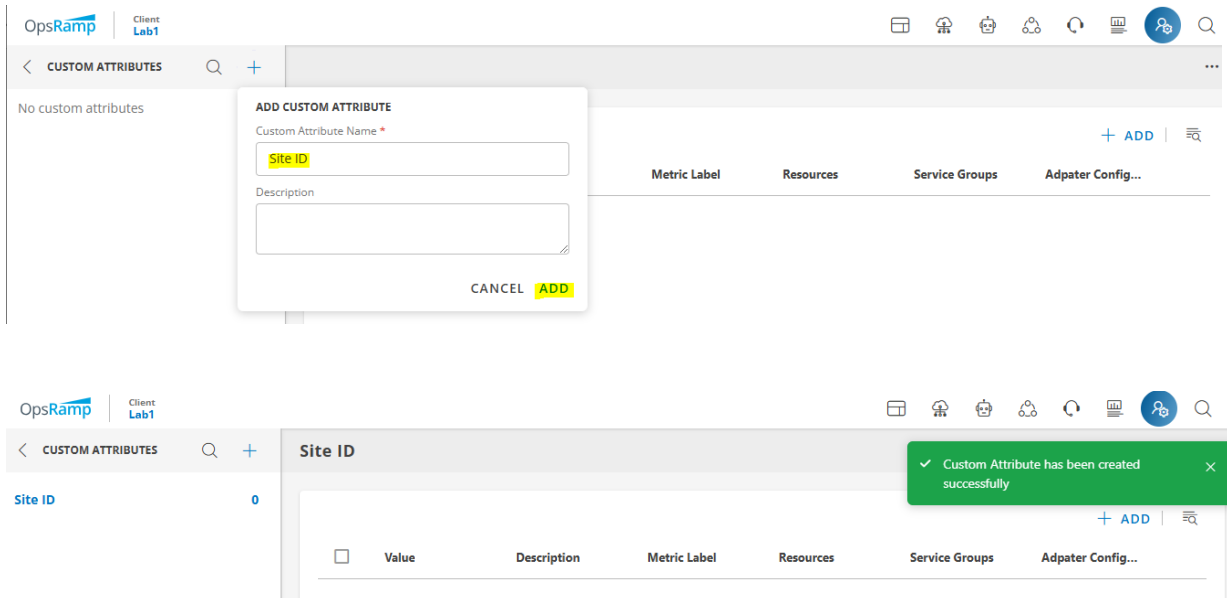 OpsRamp
Client
Lab1
CUSTOM ATTRIBUTES
No custom attributes
ADD CUSTOM ATTRIBUTE
Custom Attribute Name *
Site ID
Description
CANCEL ADD
+ ADD
Metric Label Resources Service Groups Adpater Config...
OpsRamp
Client
Lab1
CUSTOM ATTRIBUTES
Site ID 0
Site ID
Custom Attribute has been created
successfully
+ ADD
Value Description Metric Label Resources Service Groups Adpater Config...